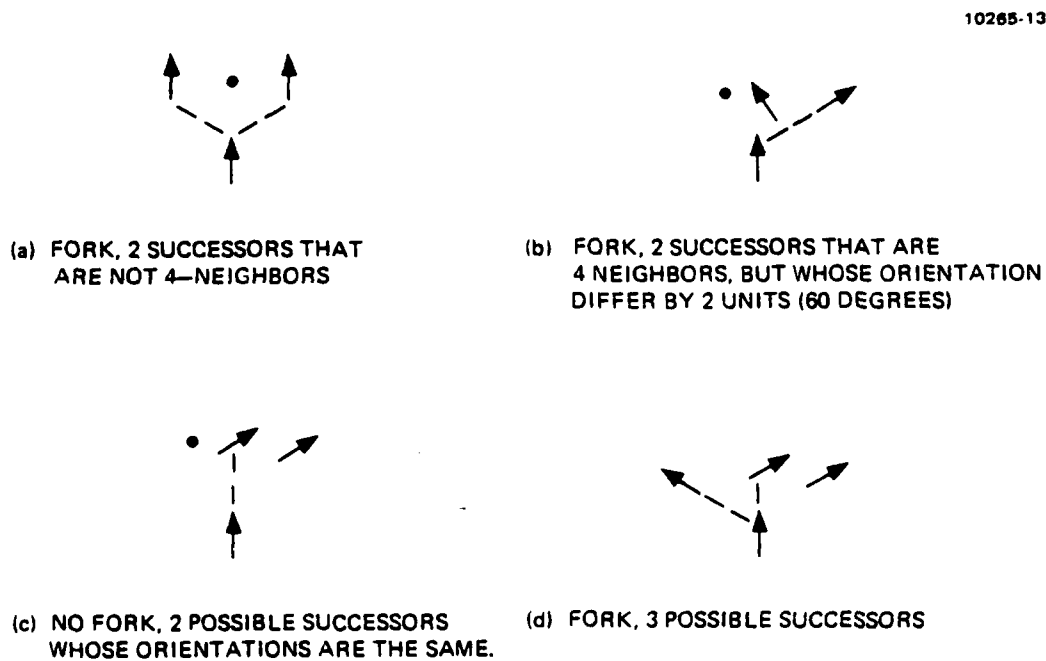 10265-13
(a) FORK, 2 SUCCESSORS THAT
ARE NOT 4—NEIGHBORS
(b) FORK, 2 SUCCESSORS THAT ARE
4 NEIGHBORS, BUT WHOSE ORIENTATION
DIFFER BY 2 UNITS (60 DEGREES)
(c) NO FORK, 2 POSSIBLE SUCCESSORS
WHOSE ORIENTATIONS ARE THE SAME.
(d) FORK, 3 POSSIBLE SUCCESSORS